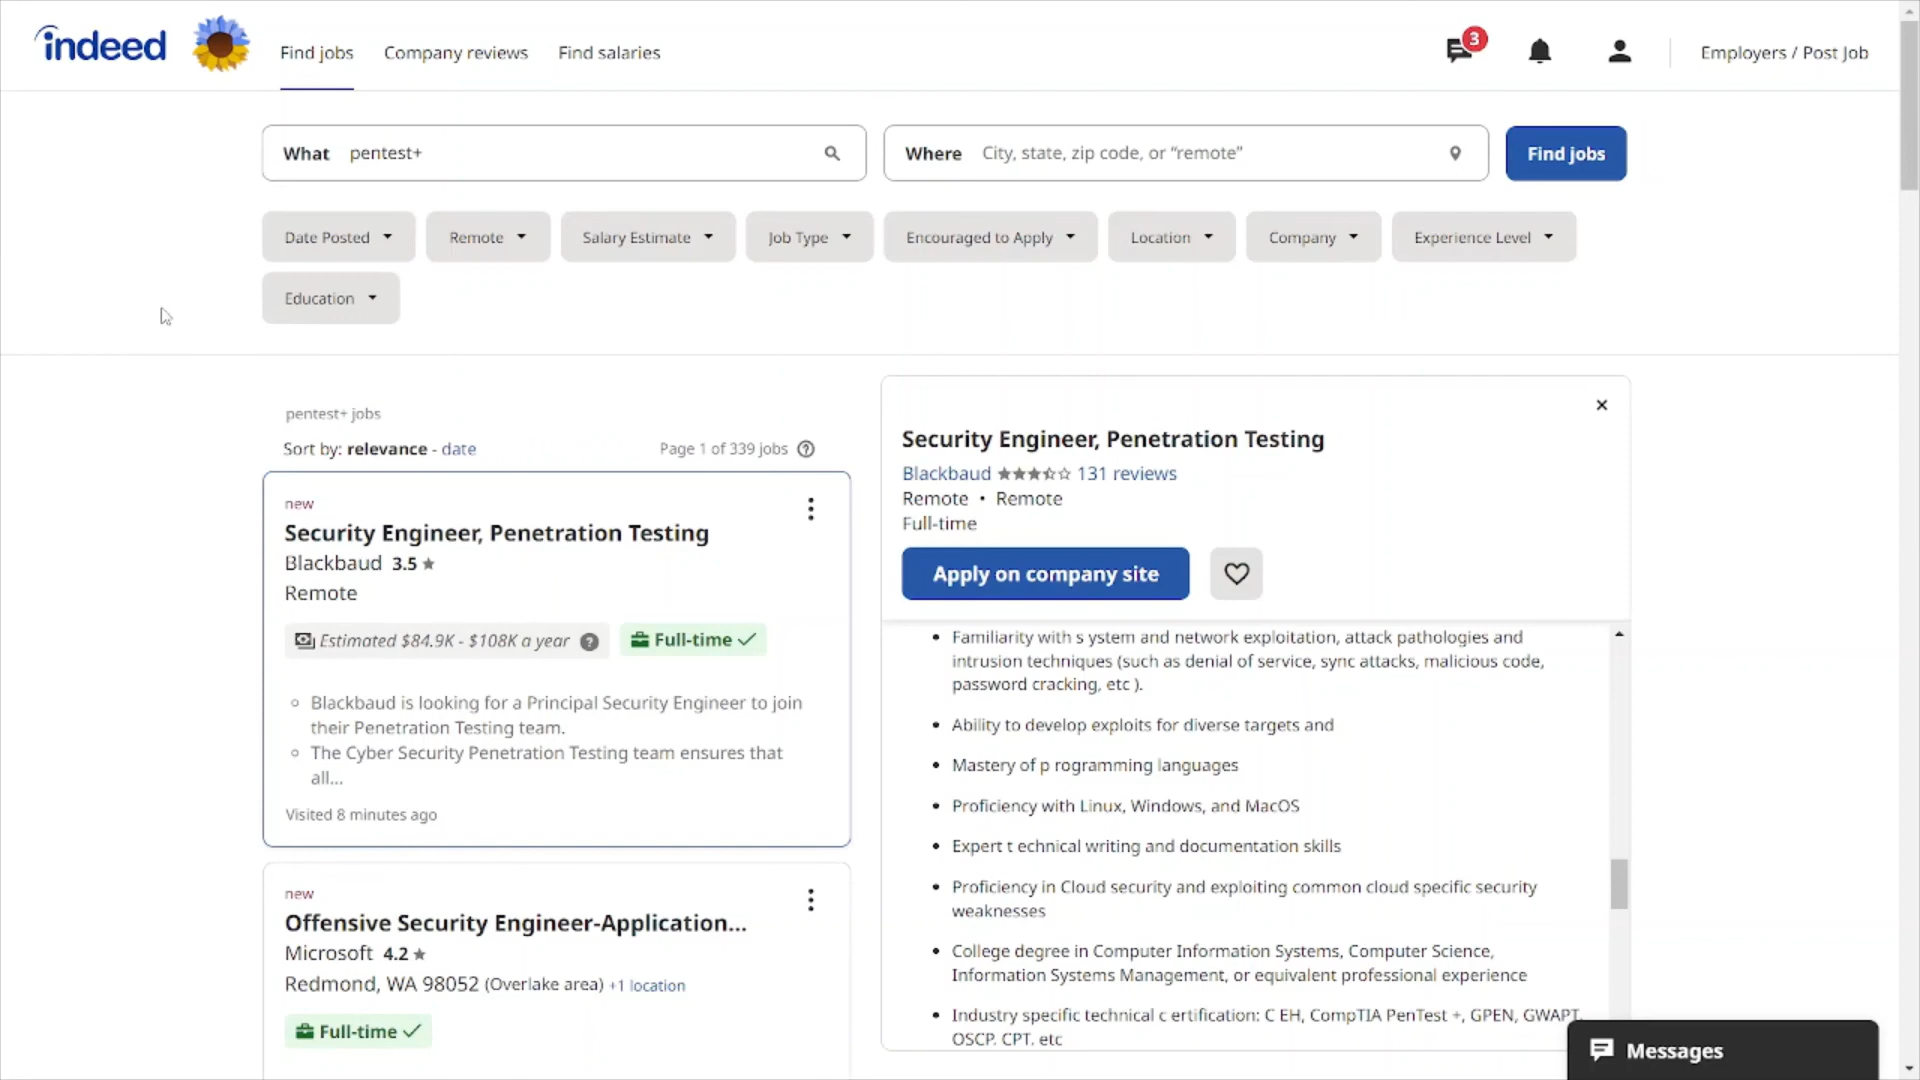 indeed
Find jobs
Company reviews
Find salaries
3
Employers / Post Job
What pentest+
Where City, state, zip code, or “remote”
Find jobs
Date Posted
Remote
Salary Estimate
Job Type
Encouraged to Apply
Location
Company
Experience Level
Education
pentest+ jobs
Sort by: relevance - date
Page 1 of 339 jobs
new
Security Engineer, Penetration Testing
Blackbaud 3.5
Remote
Estimated $84.9K - $108K a year
Full-time
Blackbaud is looking for a Principal Security Engineer to join
their Penetration Testing team.
The Cyber Security Penetration Testing team ensures that
all...
Visited 8 minutes ago
new
Offensive Security Engineer-Application...
Microsoft 4.2
Redmond, WA 98052 (Overlake area) +1 location
Full-time
Security Engineer, Penetration Testing
Blackbaud 131 reviews
Remote • Remote
Full-time
Apply on company site
Familiarity with s ystem and network exploitation, attack pathologies and
intrusion techniques (such as denial of service, sync attacks, malicious code,
password cracking, etc ).
Ability to develop exploits for diverse targets and
Mastery of p rogramming languages
Proficiency with Linux, Windows, and MacOS
Expert t echnical writing and documentation skills
Proficiency in Cloud security and exploiting common cloud specific security
weaknesses
College degree in Computer Information Systems, Computer Science,
Information Systems Management, or equivalent professional experience
Industry specific technical c ertification: C EH, CompTIA PenTest +, GPEN, GWAPT,
OSCP, CPT, etc
Messages